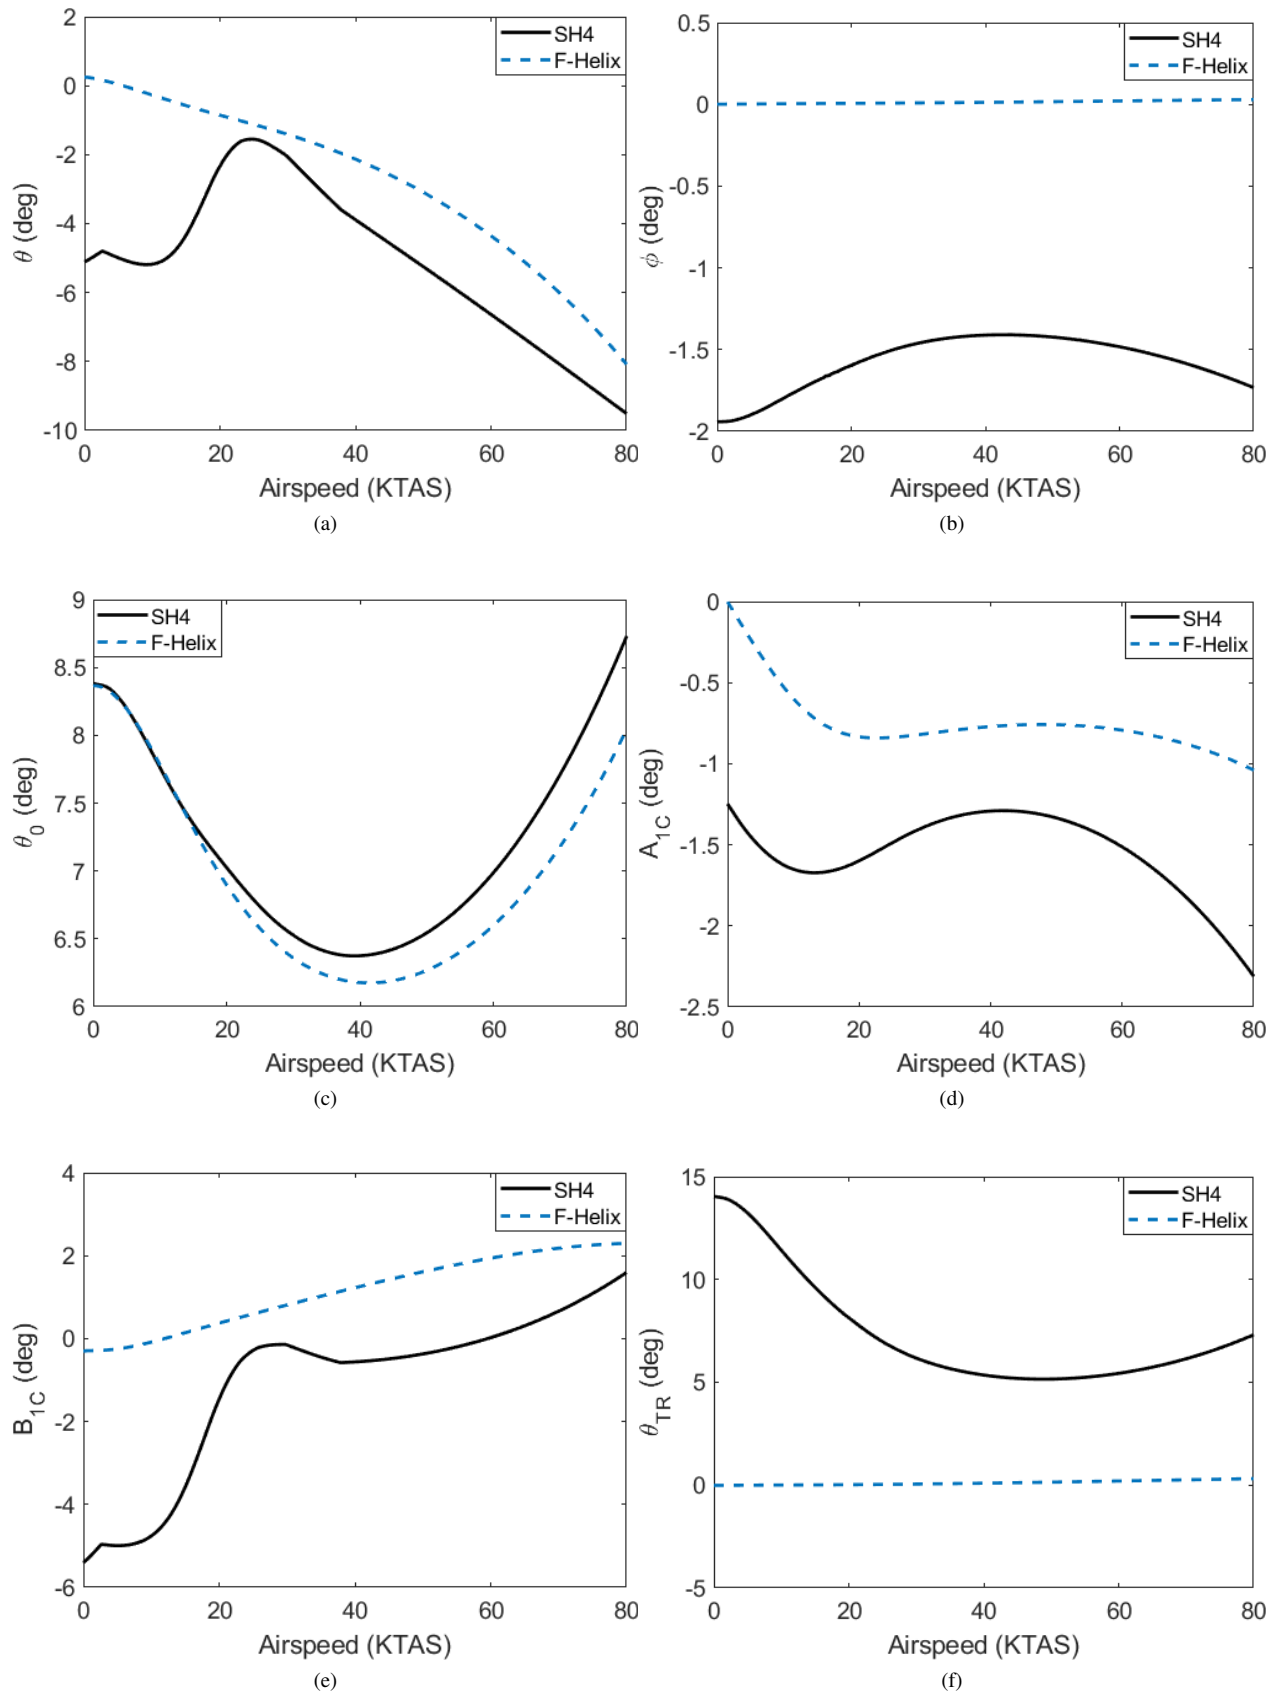 2
0
-2
-4
-6
-8
-10
θ (deg)
SH4
F-Helix
0 20 40 60 80
Airspeed (KTAS)
(a)
0.5
0
-0.5
-1
-1.5
-2
ϕ (deg)
SH4
F-Helix
0 20 40 60 80
Airspeed (KTAS)
(b)
9
8.5
8
7.5
7
6.5
6
θ0 (deg)
SH4
F-Helix
0 20 40 60 80
Airspeed (KTAS)
(c)
0
-0.5
-1
-1.5
-2
-2.5
A1C (deg)
SH4
F-Helix
0 20 40 60 80
Airspeed (KTAS)
(d)
4
2
0
-2
-4
-6
B1C (deg)
SH4
F-Helix
0 20 40 60 80
Airspeed (KTAS)
(e)
15
10
5
0
-5
θTR (deg)
SH4
F-Helix
0 20 40 60 80
Airspeed (KTAS)
(f)